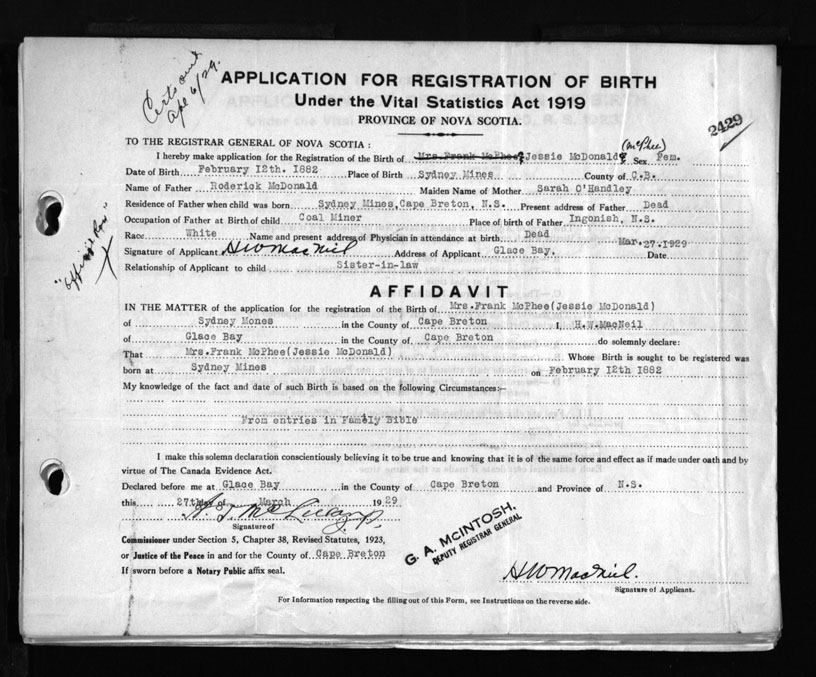 Certs sent
Ape 6/29.
APPLICATION FOR REGISTRATION OF BIRTH
Under the Vital Statistics Act 1919
PROVINCE OF NOVA SCOTIA.
2429
TO THE REGISTRAR GENERAL OF NOVA SCOTIA :
(McPhee)
I hereby make application for the Registration of the Birth of Mrs.Frank McPhee Jessie McDonald Sex Fem.
Date of Birth February 12th. 1882 Place of Birth Sydney Mines County of C.B.
Name of Father Roderick McDonald Maiden Name of Mother Sarah O'Handley
Residence of Father when child was born Sydney Mines,Cape Breton, N.S. Present address of Father Dead
Occupation of Father at Birth of child Coal Miner Place of birth of Father Ingonish, N.S.
Race White Name and present address of Physician in attendance at birth Dead
Signature of Applicant H W MacNeil Address of Applicant Glace Bay. Date Mar.27.1929
Relationship of Applicant to child Sister-in-law
AFFIDAVIT
IN THE MATTER of the application for the registration of the Birth of Mrs.Frank McPhee(Jessie McDonald)
of Sydney Mones in the County of Cape Breton I, H.W.MacNeil
of Glace Bay in the County of Cape Breton do solemnly declare:
That Mrs.Frank McPhee(Jessie McDonald) Whose Birth is sought to be registered was
born at Sydney Mines on February 12th 1882
My knowledge of the fact and date of such Birth is based on the following Circumstances:–
From entries in Family Bible
I make this solemn declaration conscientiously believing it to be true and knowing that it is of the same force and effect as if made under oath and by
virtue of The Canada Evidence Act.
Declared before me at Glace Bay in the County of Cape Breton and Province of N.S.
this 27th day of March 1929
Signature of
Commissioner under Section 5, Chapter 38, Revised Statutes, 1923,
or Justice of the Peace in and for the County of Cape Breton
If sworn before a Notary Public affix seal.
G. A. McINTOSH,
DEPUTY REGISTRAR GENERAL
H W MacNeil.
Signature of Applicant.
For Information respecting the filling out of this Form, see Instructions on the reverse side.